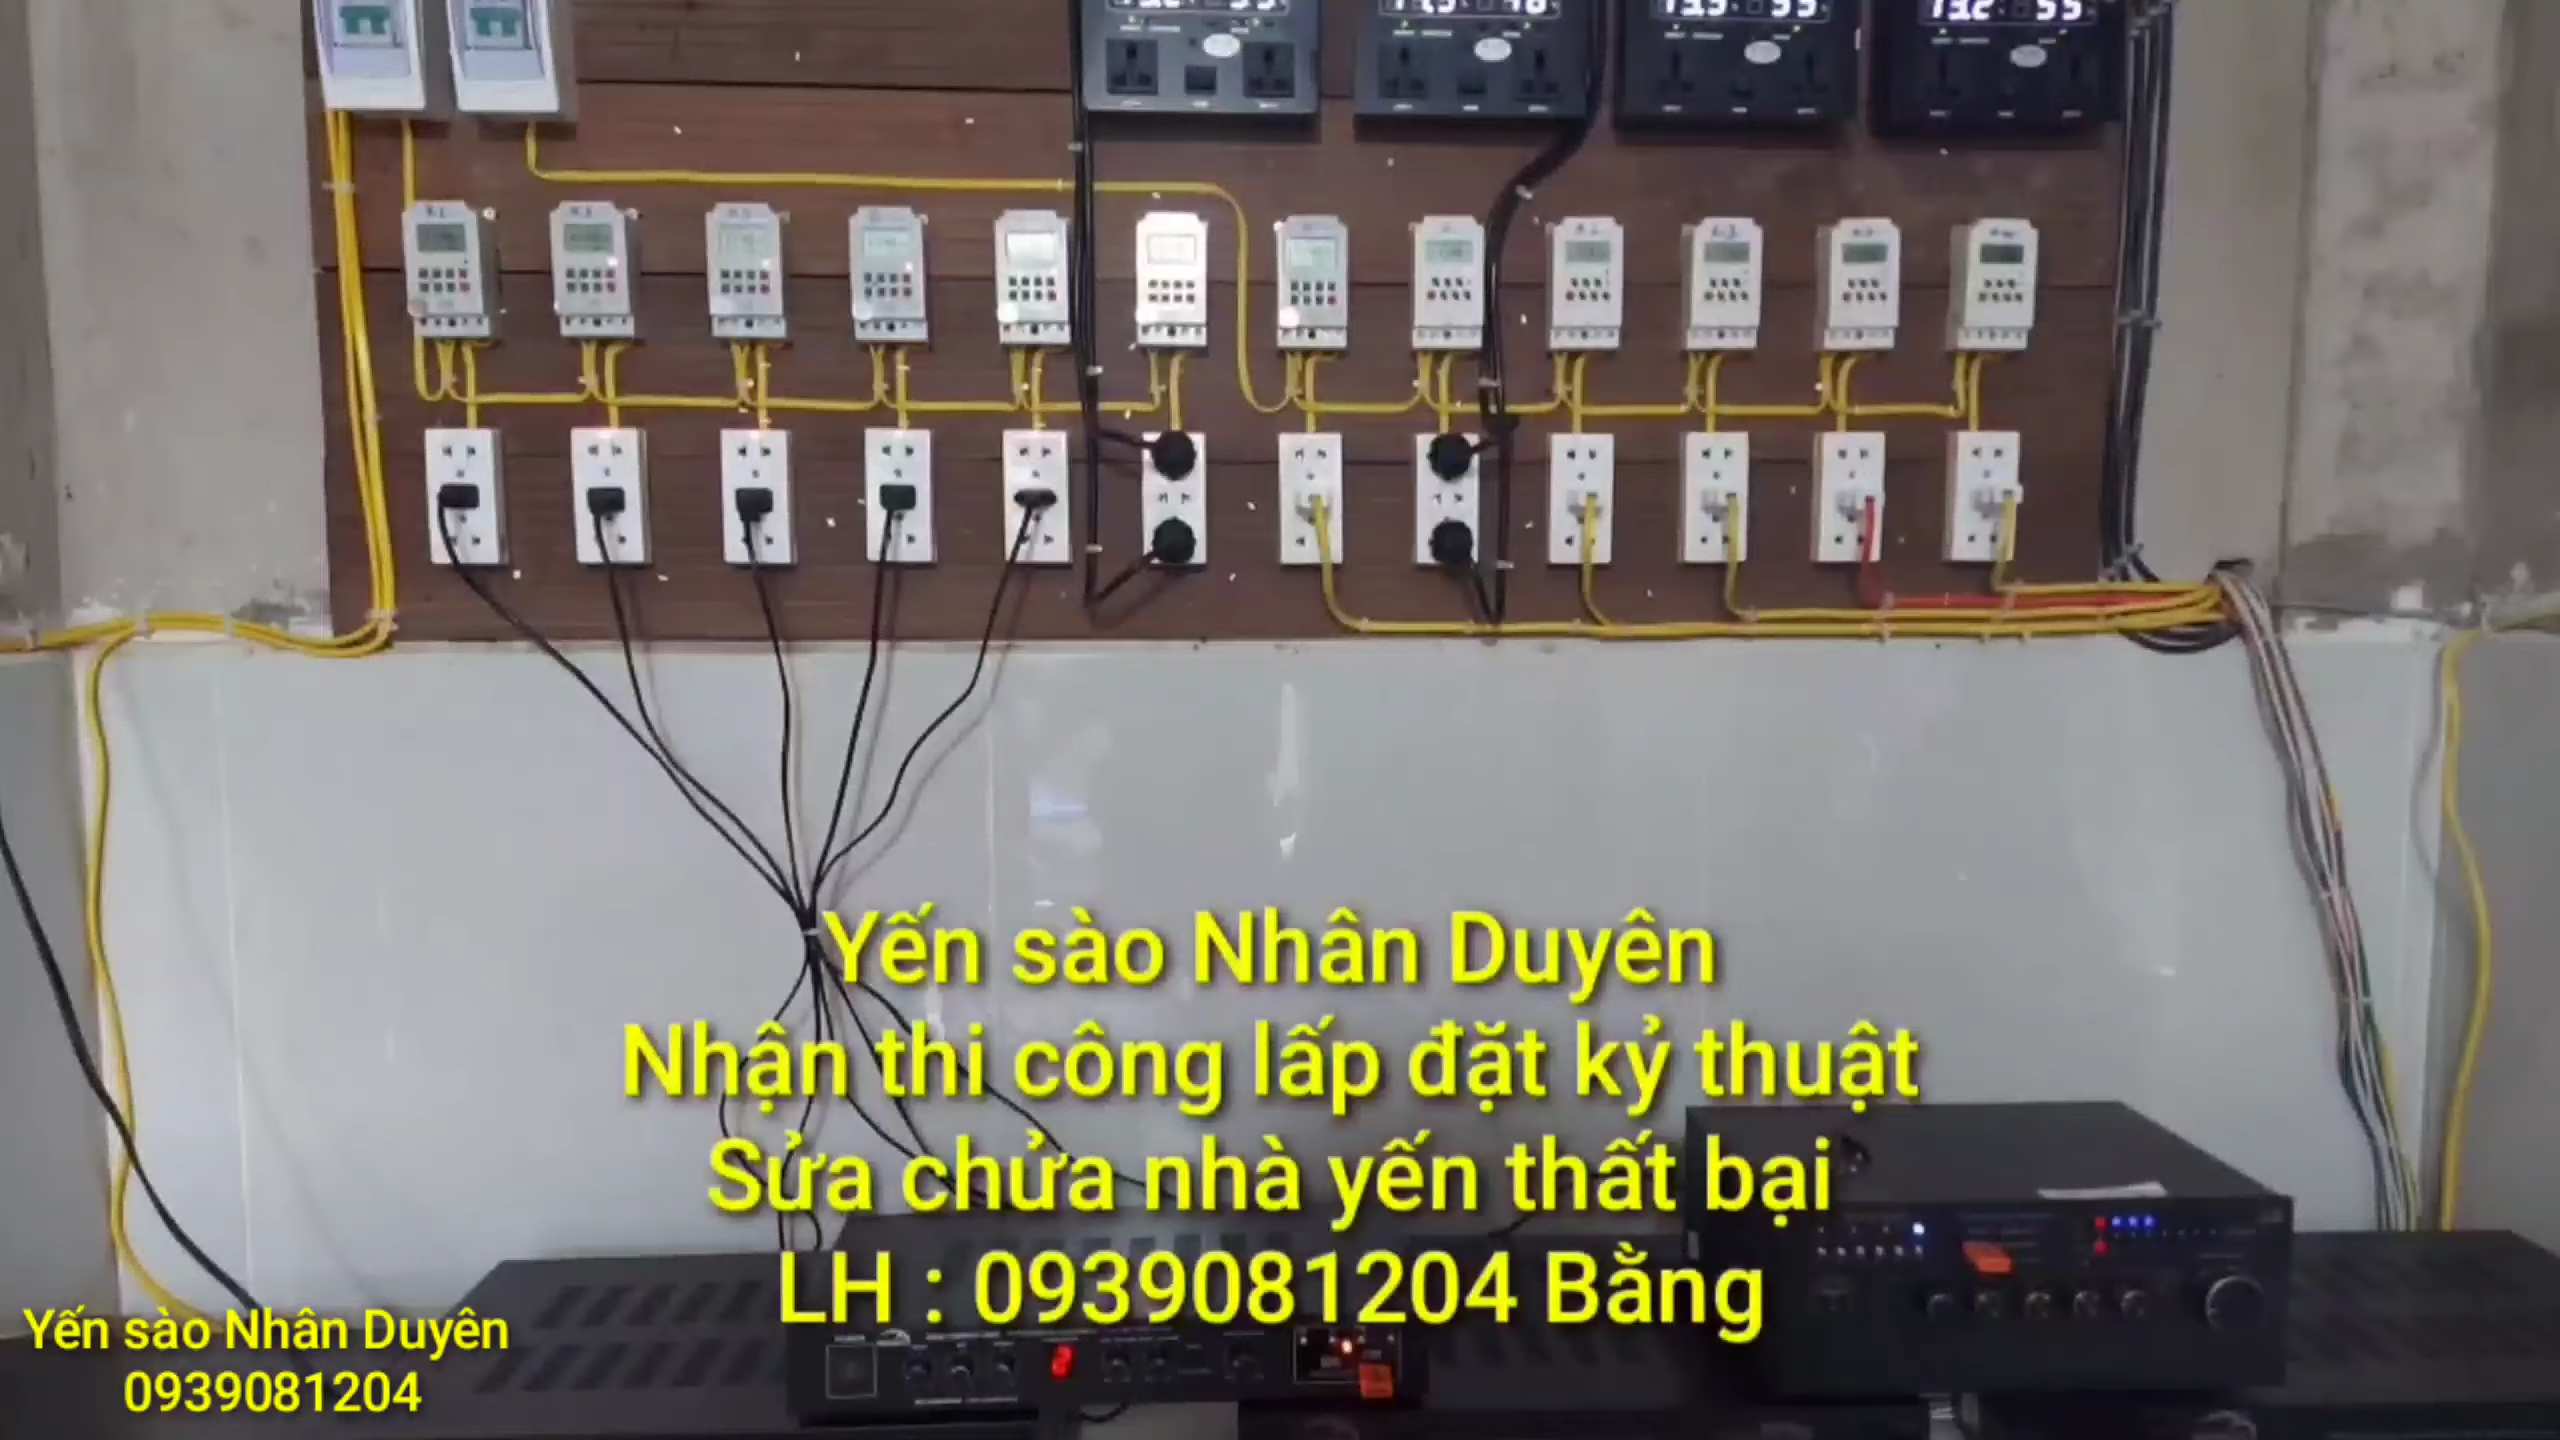 Yến sào Nhân Duyên
Nhận thi công lấp đặt kỷ thuật
Sửa chửa nhà yến thất bại
LH : 0939081204 Bằng
Yến sào Nhân Duyên
0939081204